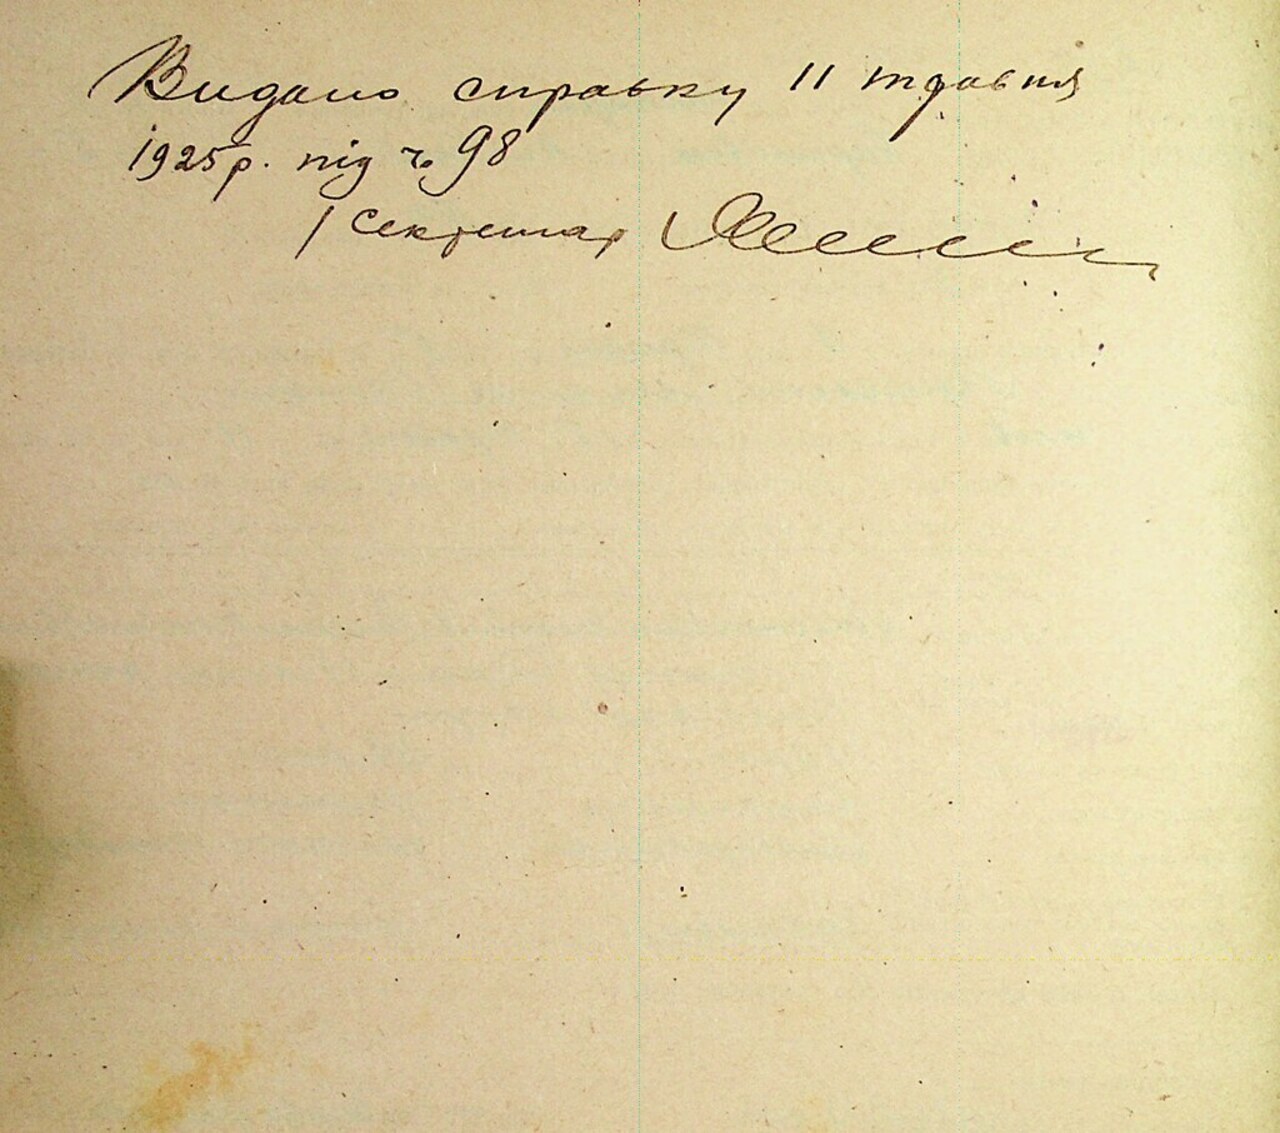 Видано справку 11 травня
1925 р. під ч. 98
Секретар